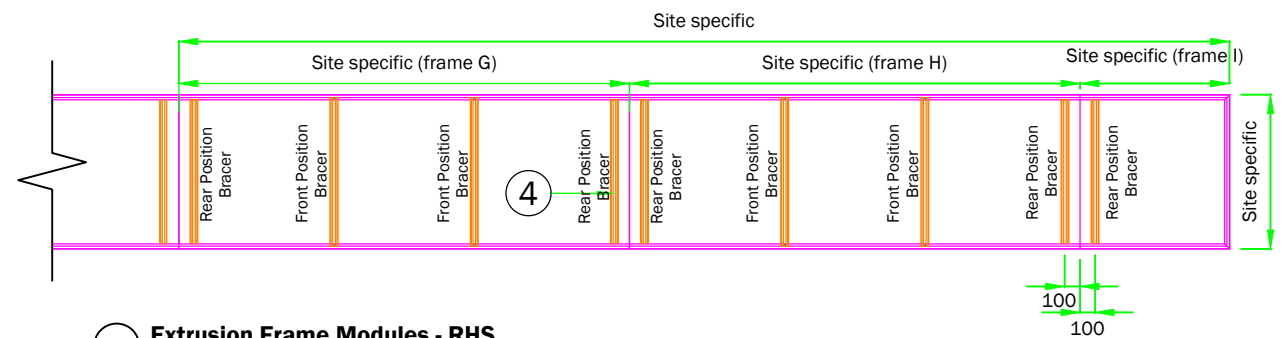 Site specific
Site specific (frame G)
Site specific (frame H)
Site specific (frame I)
Rear Position
Bracer
Front Position
Bracer
Front Position
Bracer
4
Rear Position
Bracer
Rear Position
Bracer
Front Position
Bracer
Front Position
Bracer
Rear Position
Bracer
Rear Position
Bracer
Site specific
100
100
Extrusion Frame Modules - RHS